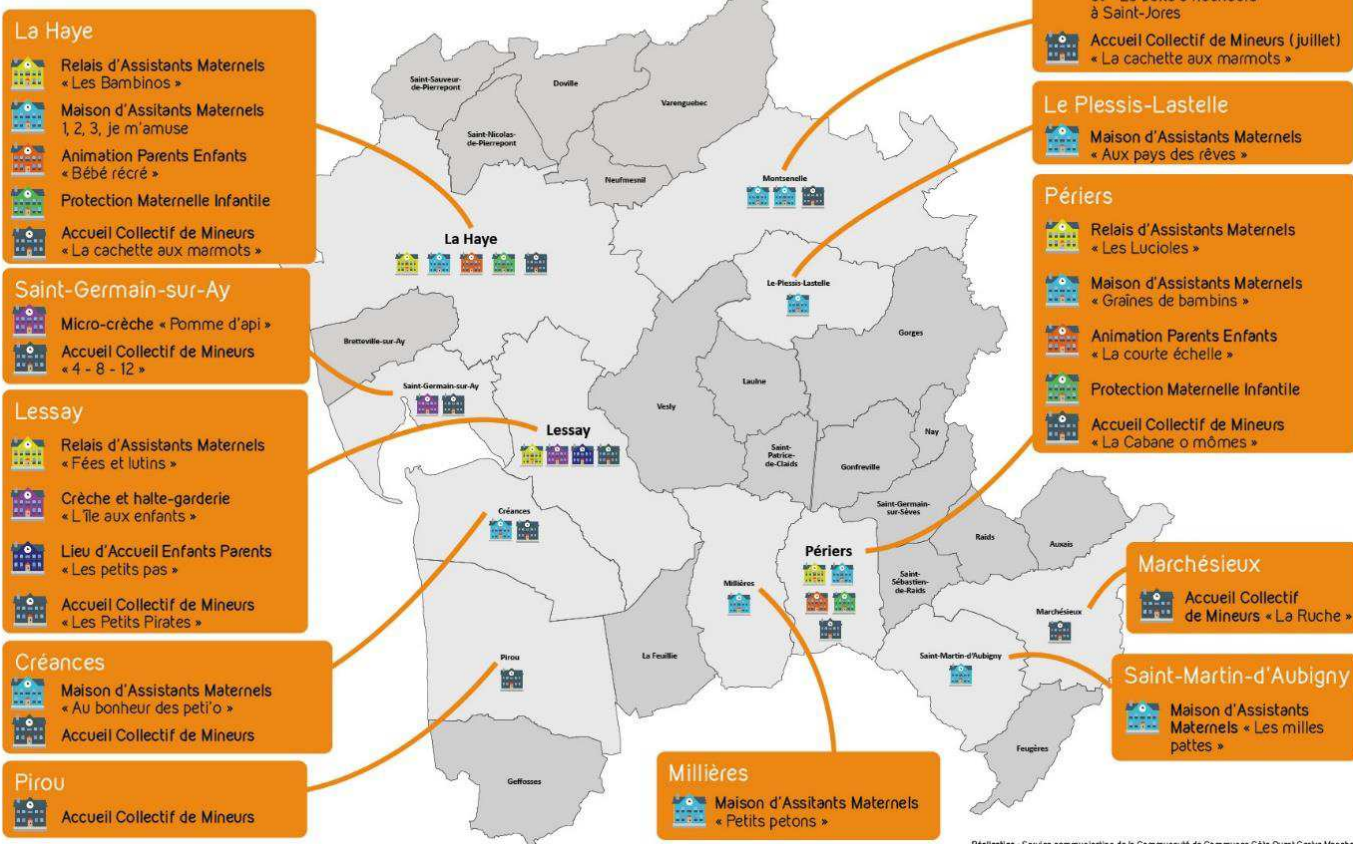 La Haye
Relais d'Assistants Maternels
« Les Bambinos »
Maison d'Assitants Maternels
1, 2, 3, je m'amuse
Animation Parents Enfants
« Bébé récré »
Protection Maternelle Infantile
Accueil Collectif de Mineurs
« La cachette aux marmots »
Saint-Germain-sur-Ay
Micro-crèche « Pomme d'api »
Accueil Collectif de Mineurs
« 4 - 8 - 12 »
Lessay
Relais d'Assistants Maternels
« Fées et lutins »
Crèche et halte-garderie
« L'île aux enfants »
Lieu d'Accueil Enfants Parents
« Les petits pas »
Accueil Collectif de Mineurs
« Les Petits Pirates »
Créances
Maison d'Assistants Maternels
« Au bonheur des peti'o »
Accueil Collectif de Mineurs
Pirou
Accueil Collectif de Mineurs
Saint-Sauveur-
de-Pierrepont
Doville
Varenguebec
Saint-Nicolas-
de-Pierrepont
Neufmesnil
Montsenelle
La Haye
Le-Plessis-Lastelle
Bretteville-sur-Ay
Gorges
Saint-Germain-sur-Ay
Laulne
Vesly
Lessay
Nay
Saint-
Patrice-
de-Claids
Gonfreville
Créances
Saint-Germain-
sur-Sèves
Raids
Auxais
Périers
Millières
Saint-
Sébastien-
de-Raids
Marchésieux
Pirou
La Feuillie
Saint-Martin-d'Aubigny
Feugères
Geffosses
à Saint-Jores
Accueil Collectif de Mineurs (juillet)
« La cachette aux marmots »
Le Plessis-Lastelle
Maison d'Assistants Maternels
« Aux pays des rêves »
Périers
Relais d'Assistants Maternels
« Les Lucioles »
Maison d'Assistants Maternels
« Graines de bambins »
Animation Parents Enfants
« La courte échelle »
Protection Maternelle Infantile
Accueil Collectif de Mineurs
« La Cabane o mômes »
Marchésieux
Accueil Collectif
de Mineurs « La Ruche »
Saint-Martin-d'Aubigny
Maison d'Assistants
Maternels « Les milles
pattes »
Millières
Maison d'Assitants Maternels
« Petits petons »